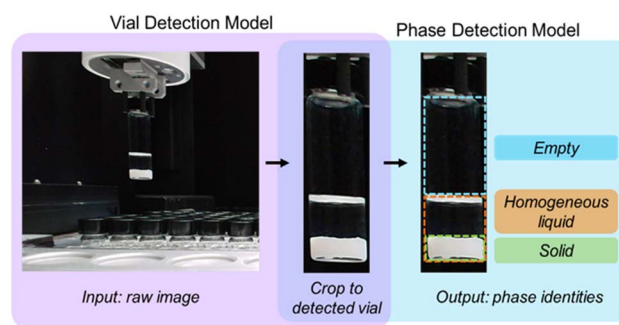 Vial Detection Model
Phase Detection Model
Empty
Homogeneous
liquid
Solid
Input: raw image
Crop to
detected vial
Output: phase identities